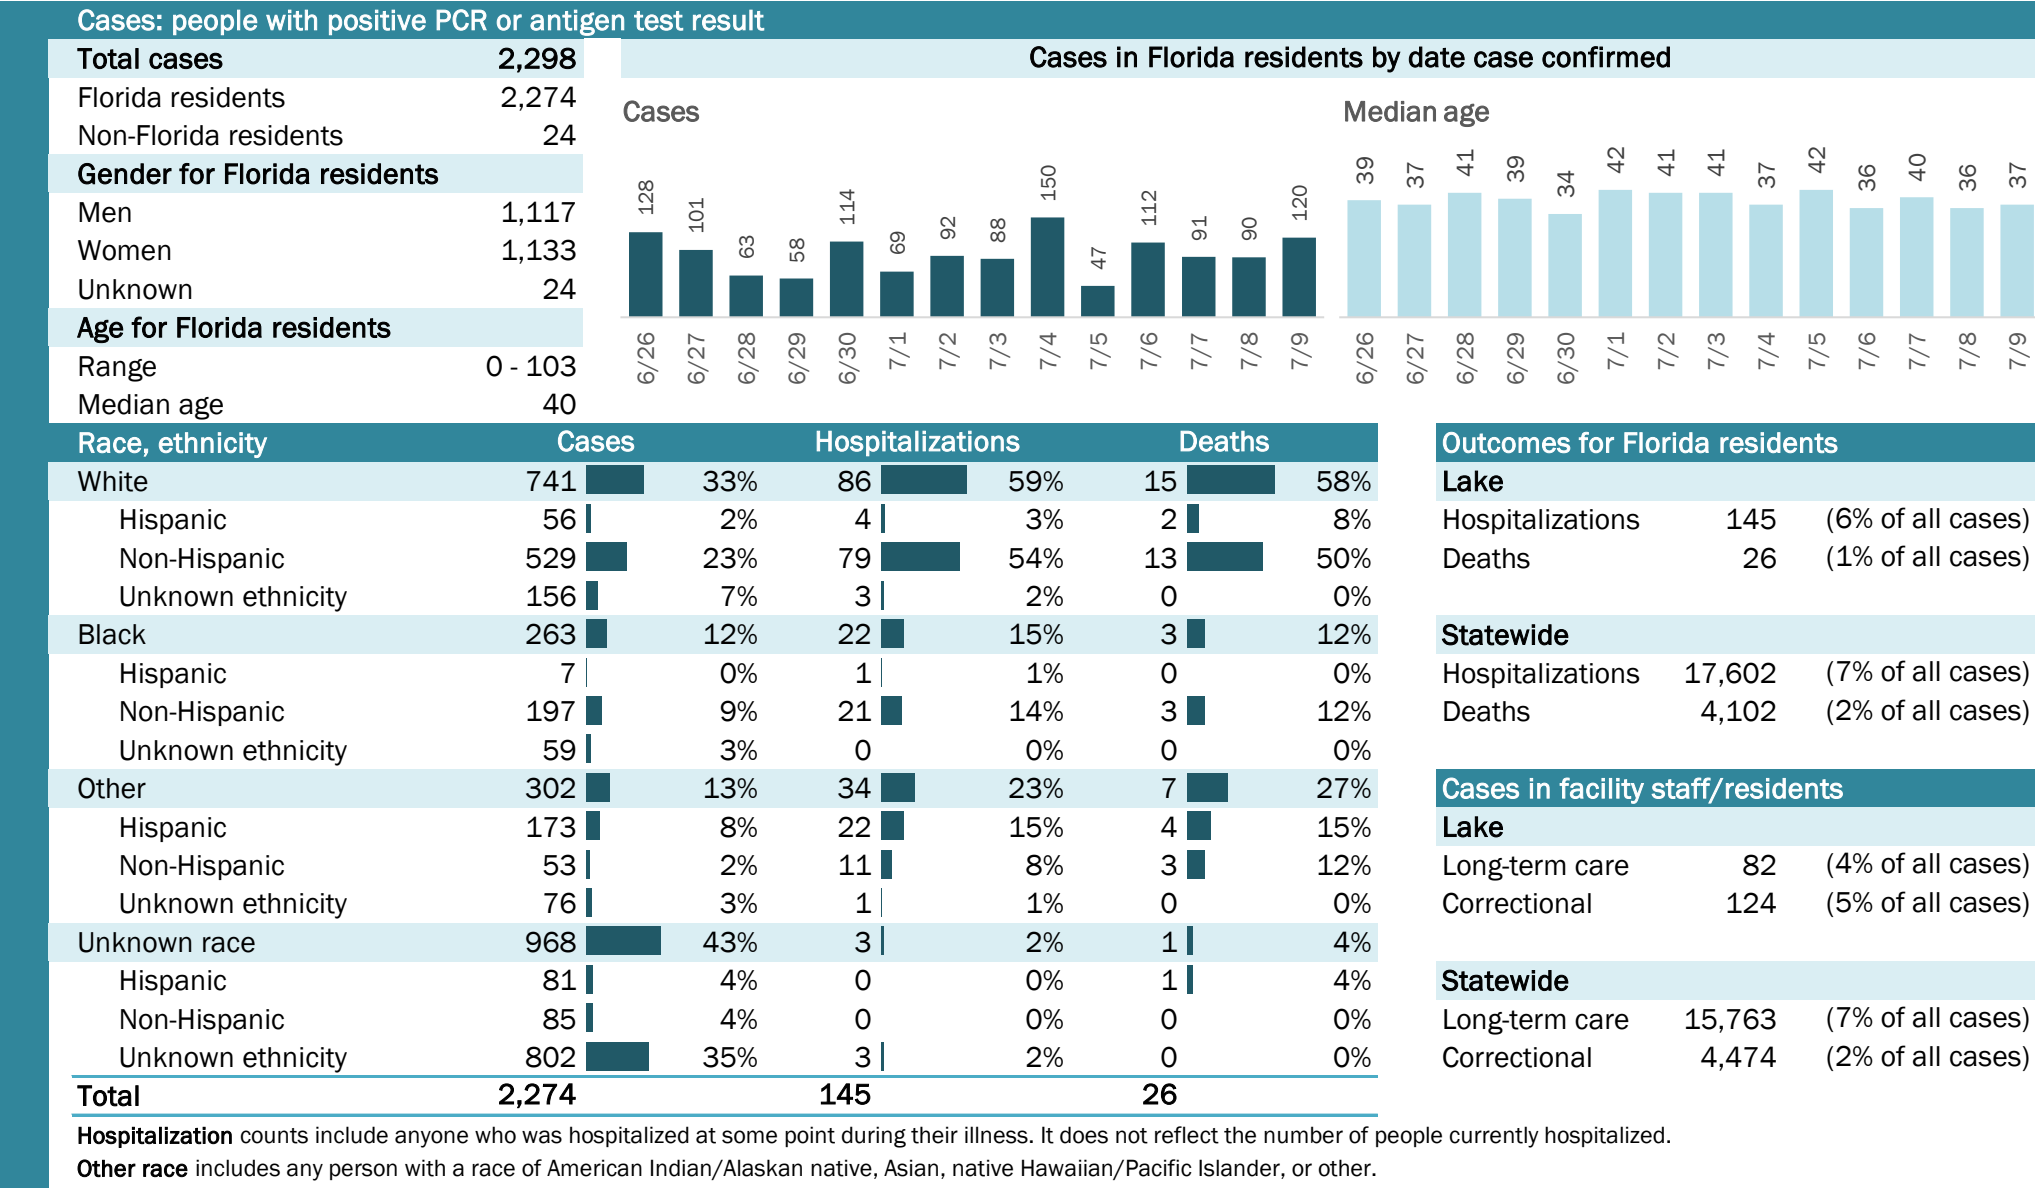 Cases: people with positive PCR or antigen test result
Total cases 2,298
Florida residents 2,274
Non-Florida residents 24
Gender for Florida residents
Men 1,117
Women 1,133
Unknown 24
Age for Florida residents
Range 0 - 103
Median age 40
Cases in Florida residents by date case confirmed
Cases
128 101 63 58 114 69 92 88 150 47 112 91 90 120
6/26 6/27 6/28 6/29 6/30 7/1 7/2 7/3 7/4 7/5 7/6 7/7 7/8 7/9
Median age
39 37 41 39 34 42 41 41 37 42 36 40 36 37
6/26 6/27 6/28 6/29 6/30 7/1 7/2 7/3 7/4 7/5 7/6 7/7 7/8 7/9
Race, ethnicity Cases Hospitalizations Deaths
White 741 33% 86 59% 15 58%
Hispanic 56 2% 4 3% 2 8%
Non-Hispanic 529 23% 79 54% 13 50%
Unknown ethnicity 156 7% 3 2% 0 0%
Black 263 12% 22 15% 3 12%
Hispanic 7 0% 1 1% 0 0%
Non-Hispanic 197 9% 21 14% 3 12%
Unknown ethnicity 59 3% 0 0% 0 0%
Other 302 13% 34 23% 7 27%
Hispanic 173 8% 22 15% 4 15%
Non-Hispanic 53 2% 11 8% 3 12%
Unknown ethnicity 76 3% 1 1% 0 0%
Unknown race 968 43% 3 2% 1 4%
Hispanic 81 4% 0 0% 1 4%
Non-Hispanic 85 4% 0 0% 0 0%
Unknown ethnicity 802 35% 3 2% 0 0%
Total 2,274 145 26
Outcomes for Florida residents
Lake
Hospitalizations 145 (6% of all cases)
Deaths 26 (1% of all cases)
Statewide
Hospitalizations 17,602 (7% of all cases)
Deaths 4,102 (2% of all cases)
Cases in facility staff/residents
Lake
Long-term care 82 (4% of all cases)
Correctional 124 (5% of all cases)
Statewide
Long-term care 15,763 (7% of all cases)
Correctional 4,474 (2% of all cases)
Hospitalization counts include anyone who was hospitalized at some point during their illness. It does not reflect the number of people currently hospitalized.
Other race includes any person with a race of American Indian/Alaskan native, Asian, native Hawaiian/Pacific Islander, or other.